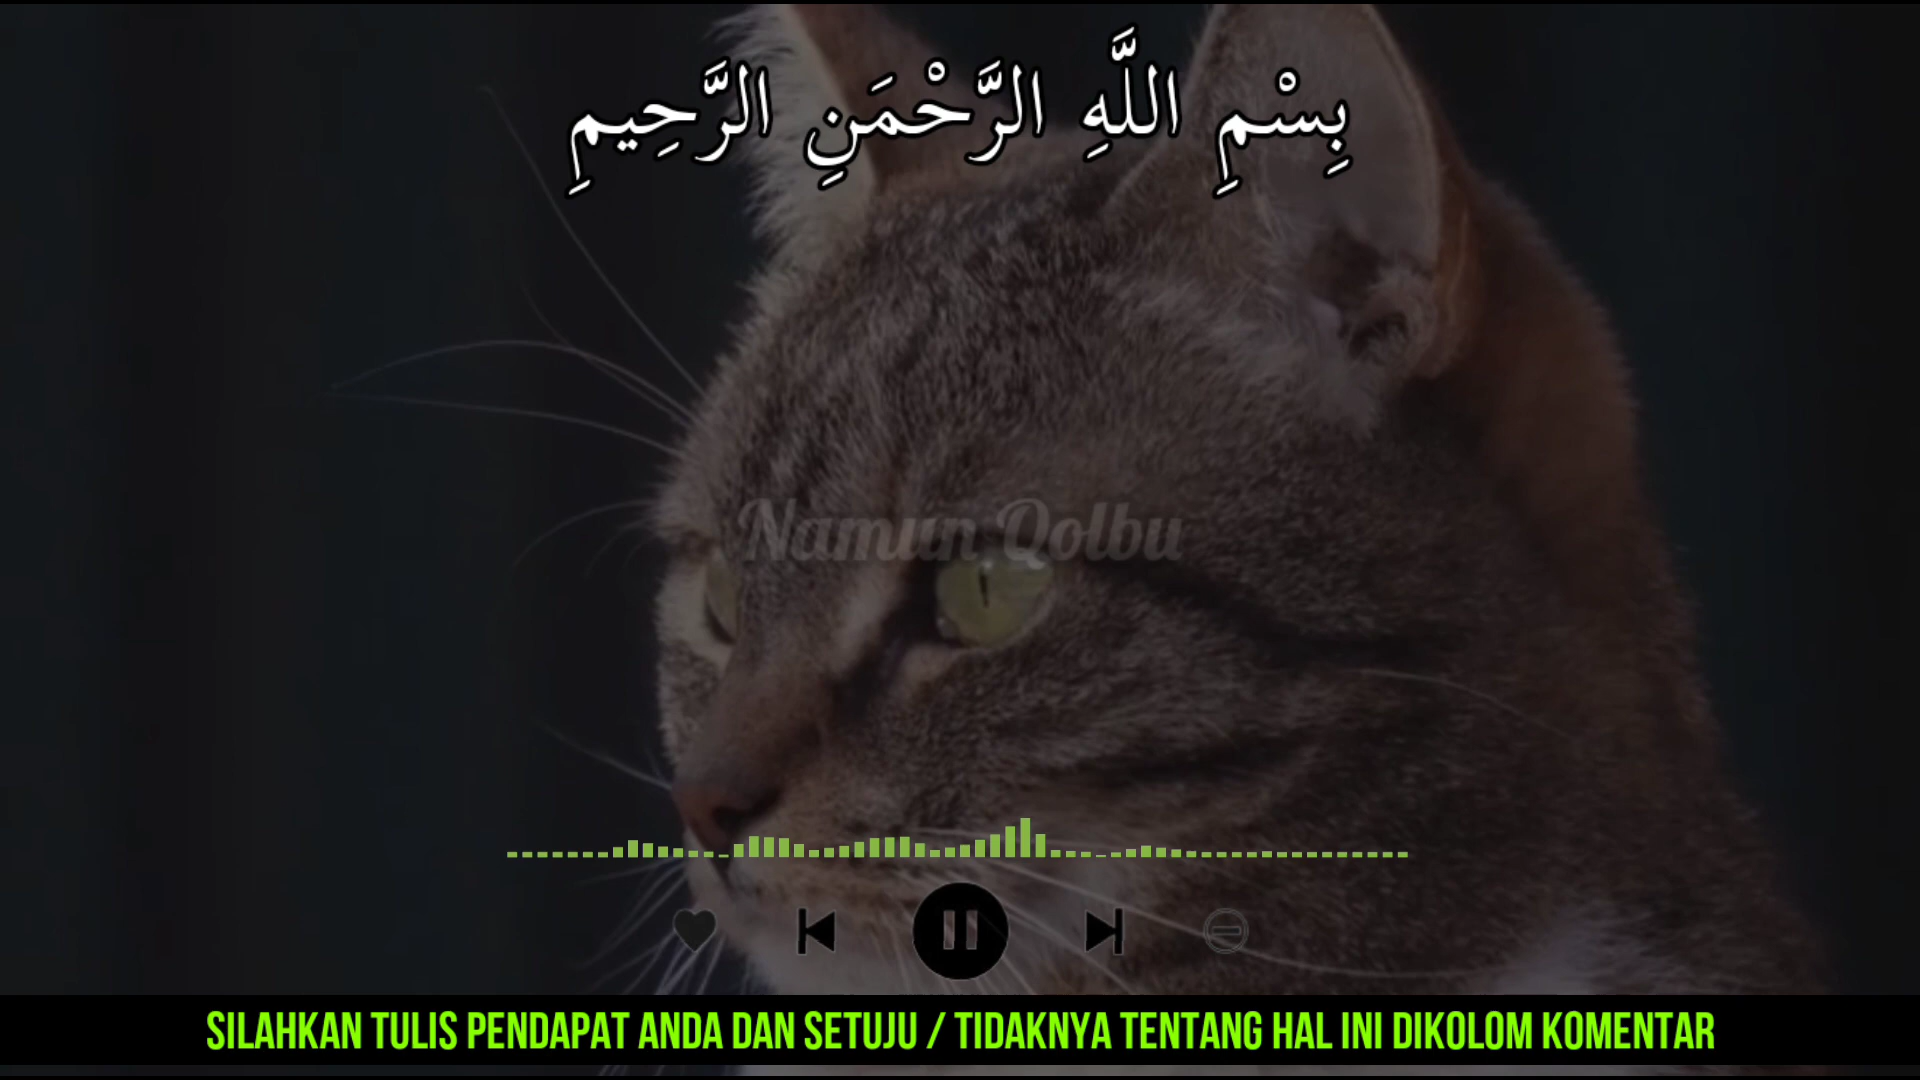 بِسْمِ اللَّهِ الرَّحْمَنِ الرَّحِيمِ
Namun Qolbu
SILAHKAN TULIS PENDAPAT ANDA DAN SETUJU / TIDAKNYA TENTANG HAL INI DIKOLOM KOMENTAR